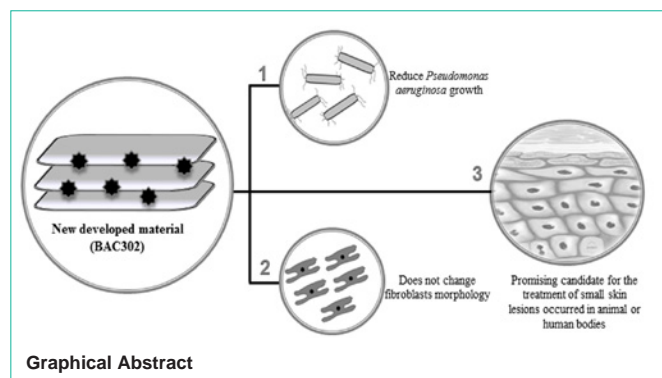 1
Reduce Pseudomonas
aeruginosa growth
New developed material
(BAC302)
3
2
Does not change
fibroblasts morphology
Promising candidate for the
treatment of small skin
lesions occurred in animal or
human bodies
Graphical Abstract